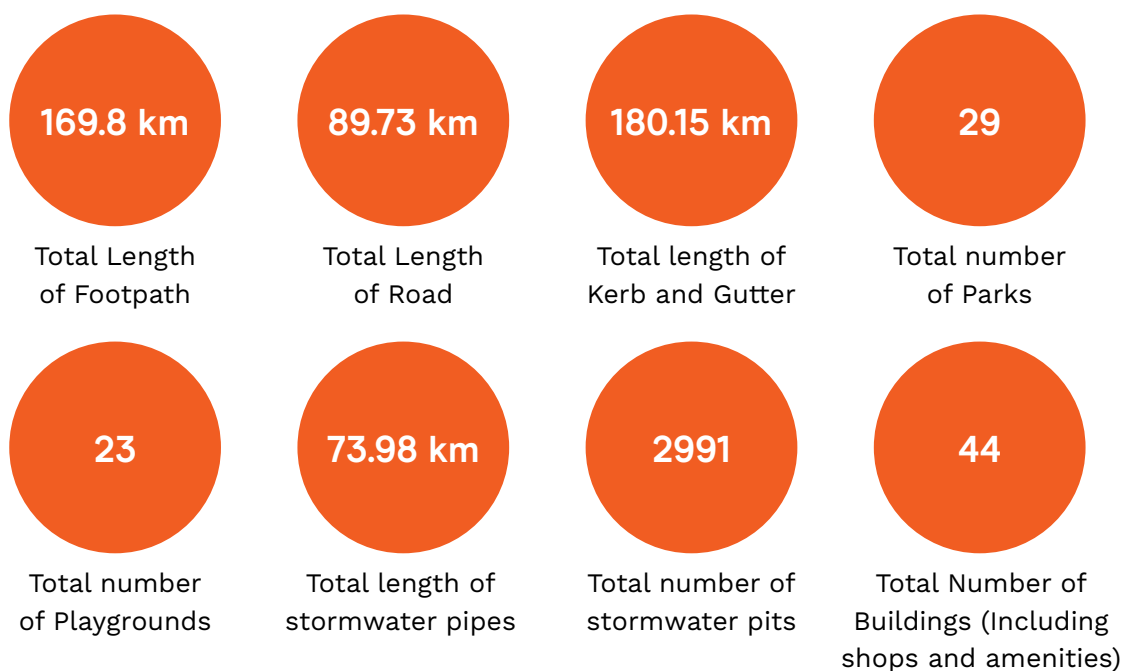 169.8 km
Total Length
of Footpath
89.73 km
Total Length
of Road
180.15 km
Total length of
Kerb and Gutter
29
Total number
of Parks
23
Total number
of Playgrounds
73.98 km
Total length of
stormwater pipes
2991
Total number of
stormwater pits
44
Total Number of
Buildings (Including
shops and amenities)